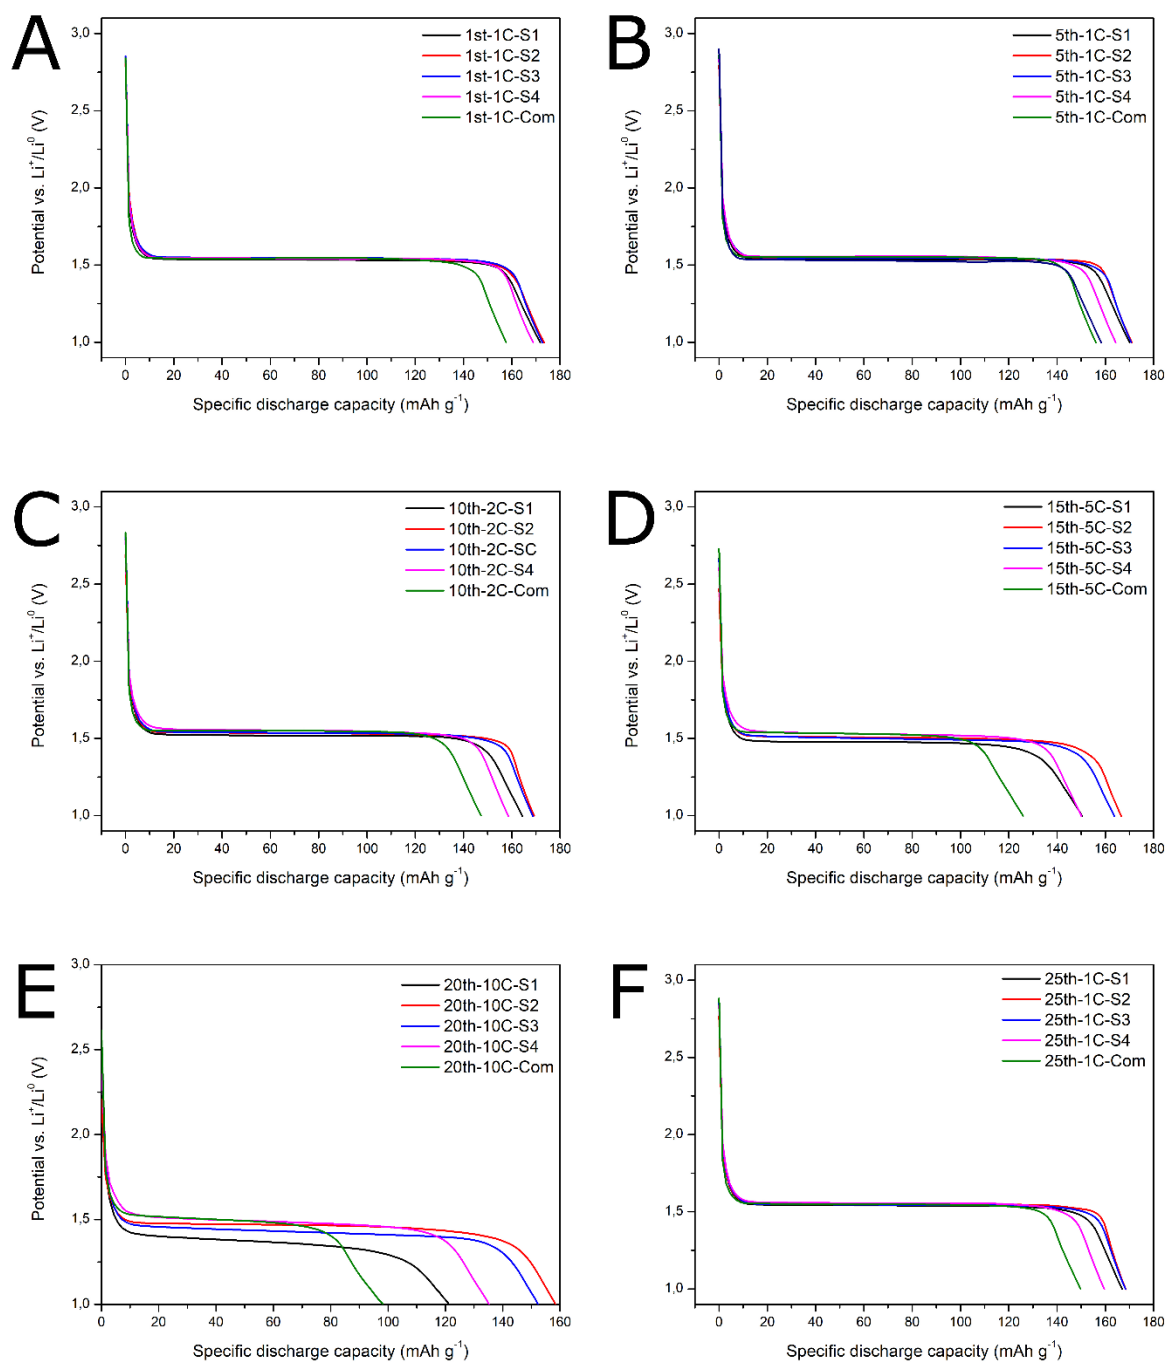 A
3,0
2,5
2,0
1,5
1,0
Potential vs. Li⁺/Li⁰ (V)
1st-1C-S1
1st-1C-S2
1st-1C-S3
1st-1C-S4
1st-1C-Com
0 20 40 60 80 100 120 140 160 180
Specific discharge capacity (mAh g⁻¹)
B
3,0
2,5
2,0
1,5
1,0
Potential vs. Li⁺/Li⁰ (V)
5th-1C-S1
5th-1C-S2
5th-1C-S3
5th-1C-S4
5th-1C-Com
0 20 40 60 80 100 120 140 160 180
Specific discharge capacity (mAh g⁻¹)
C
3,0
2,5
2,0
1,5
1,0
Potential vs. Li⁺/Li⁰ (V)
10th-2C-S1
10th-2C-S2
10th-2C-SC
10th-2C-S4
10th-2C-Com
0 20 40 60 80 100 120 140 160 180
Specific discharge capacity (mAh g⁻¹)
D
3,0
2,5
2,0
1,5
1,0
Potential vs. Li⁺/Li⁰ (V)
15th-5C-S1
15th-5C-S2
15th-5C-S3
15th-5C-S4
15th-5C-Com
0 20 40 60 80 100 120 140 160 180
Specific discharge capacity (mAh g⁻¹)
E
3,0
2,5
2,0
1,5
1,0
Potential vs. Li⁺/Li⁰ (V)
20th-10C-S1
20th-10C-S2
20th-10C-S3
20th-10C-S4
20th-10C-Com
0 20 40 60 80 100 120 140 160
Specific discharge capacity (mAh g⁻¹)
F
3,0
2,5
2,0
1,5
1,0
Potential vs. Li⁺/Li⁰ (V)
25th-1C-S1
25th-1C-S2
25th-1C-S3
25th-1C-S4
25th-1C-Com
0 20 40 60 80 100 120 140 160 180
Specific discharge capacity (mAh g⁻¹)